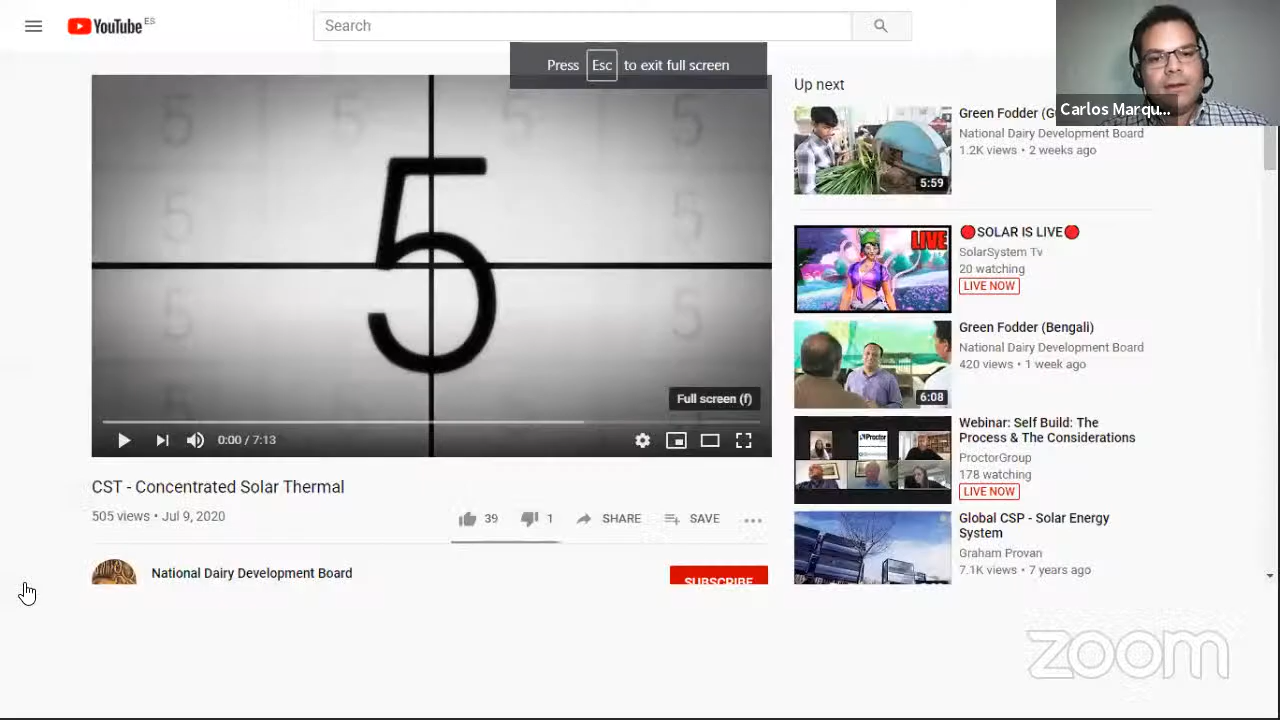 YouTube ES
Search
Press Esc to exit full screen
Carlos Marqu...
5
Full screen (f)
0:00 / 7:13
CST - Concentrated Solar Thermal
505 views • Jul 9, 2020
39
1
SHARE
SAVE
National Dairy Development Board
SUBSCRIBE
Up next
Green Fodder (G
National Dairy Development Board
1.2K views • 2 weeks ago
5:59
LIVE
🔴SOLAR IS LIVE🔴
SolarSystem Tv
20 watching
LIVE NOW
Green Fodder (Bengali)
National Dairy Development Board
420 views • 1 week ago
6:08
Proctor
Webinar: Self Build: The
Process & The Considerations
ProctorGroup
178 watching
LIVE NOW
Global CSP - Solar Energy
System
Graham Provan
7.1K views • 7 years ago
zoom